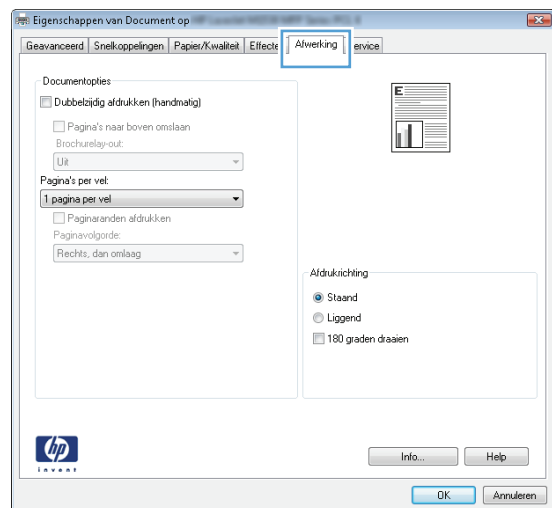 Eigenschappen van Document op
Geavanceerd Snelkoppelingen Papier/Kwaliteit Effecte Afwerking ervice
Documentopties
Dubbelzijdig afdrukken (handmatig)
Pagina's naar boven omslaan
Brochurelay-out:
Uit
Pagina's per vel:
1 pagina per vel
Paginaranden afdrukken
Paginavolgorde:
Rechts, dan omlaag
E
Afdrukrichting
Staand
Liggend
180 graden draaien
hp
invent
Info... Help
OK Annuleren